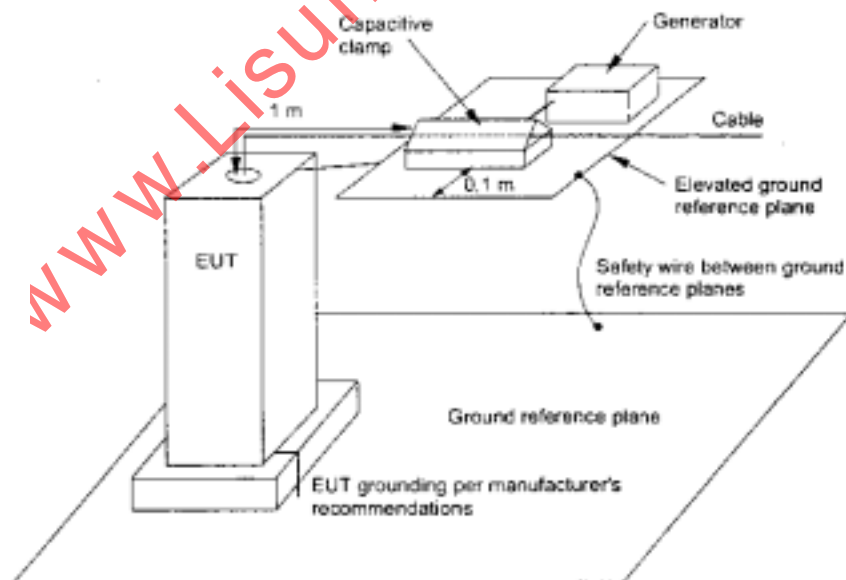 Capacitive
clamp
Generator
1 m
Cable
0,1 m
Elevated ground
reference plane
EUT
Safety wire between ground
reference planes
Ground reference plane
EUT grounding per manufacturer's
recommendations
www.Lisun